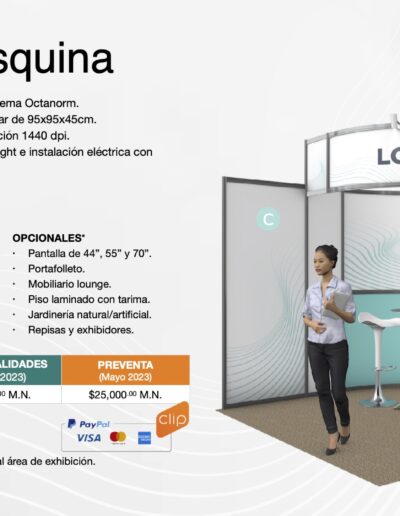 squina
ema Octanorm.
ar de 95x95x45cm.
ción 1440 dpi.
ght e instalación eléctrica con
LO
C
OPCIONALES*
· Pantalla de 44”, 55” y 70”.
· Portafolleto.
· Mobiliario lounge.
· Piso laminado con tarima.
· Jardinería natural/artificial.
· Repisas y exhibidores.
ALIDADES PREVENTA
2023) (Mayo 2023)
.00 M.N. $25,000.00 M.N.
PayPal clip
VISA
al área de exhibición.